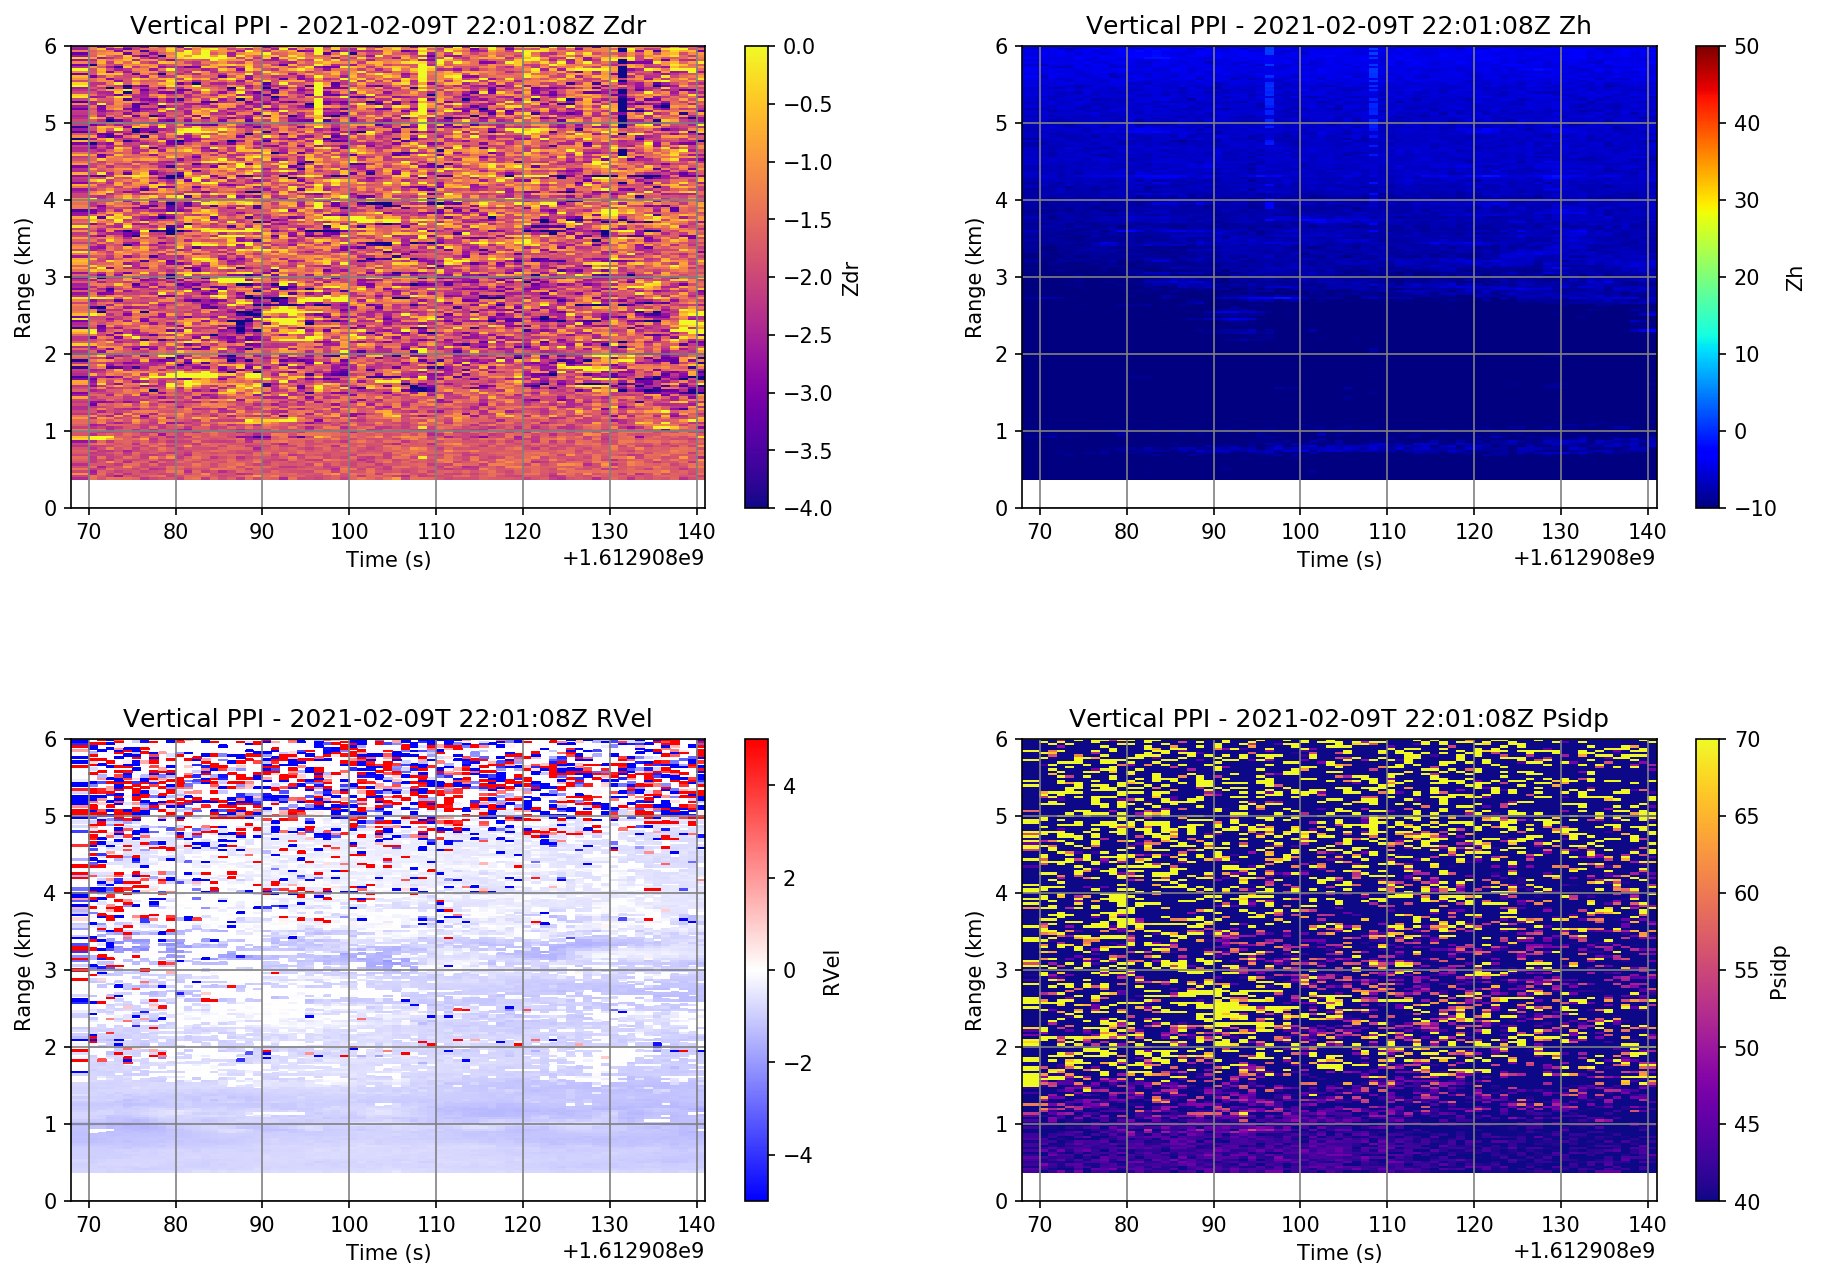 Vertical PPI - 2021-02-09T 22:01:08Z Zdr
6
5
4
3
2
1
0
Range (km)
70 80 90 100 110 120 130 140
Time (s)
+1.612908e9
0.0
−0.5
−1.0
−1.5
−2.0
−2.5
−3.0
−3.5
−4.0
Zdr
Vertical PPI - 2021-02-09T 22:01:08Z Zh
6
5
4
3
2
1
0
Range (km)
70 80 90 100 110 120 130 140
Time (s)
+1.612908e9
50
40
30
20
10
0
−10
Zh
Vertical PPI - 2021-02-09T 22:01:08Z RVel
6
5
4
3
2
1
0
Range (km)
70 80 90 100 110 120 130 140
Time (s)
+1.612908e9
4
2
0
−2
−4
RVel
Vertical PPI - 2021-02-09T 22:01:08Z Psidp
6
5
4
3
2
1
0
Range (km)
70 80 90 100 110 120 130 140
Time (s)
+1.612908e9
70
65
60
55
50
45
40
Psidp